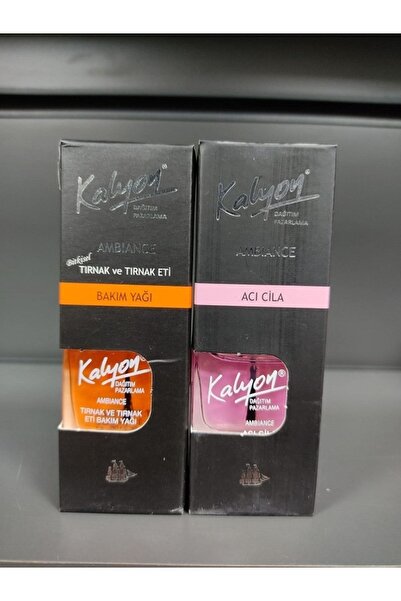 Kalyon®
DAĞITIM
PAZARLAMA
AMBIANCE
Bitkisel
TIRNAK ve TIRNAK ETİ
BAKIM YAĞI
Kalyon
DAĞITIM
PAZARLAMA
AMBIANCE
TIRNAK VE TIRNAK
ETİ BAKIM YAĞI
Kalyon®
DAĞITIM
PAZARLAMA
AMBIANCE
ACI CİLA
Kalyon®
DAĞITIM
PAZARLAMA
AMBIANCE